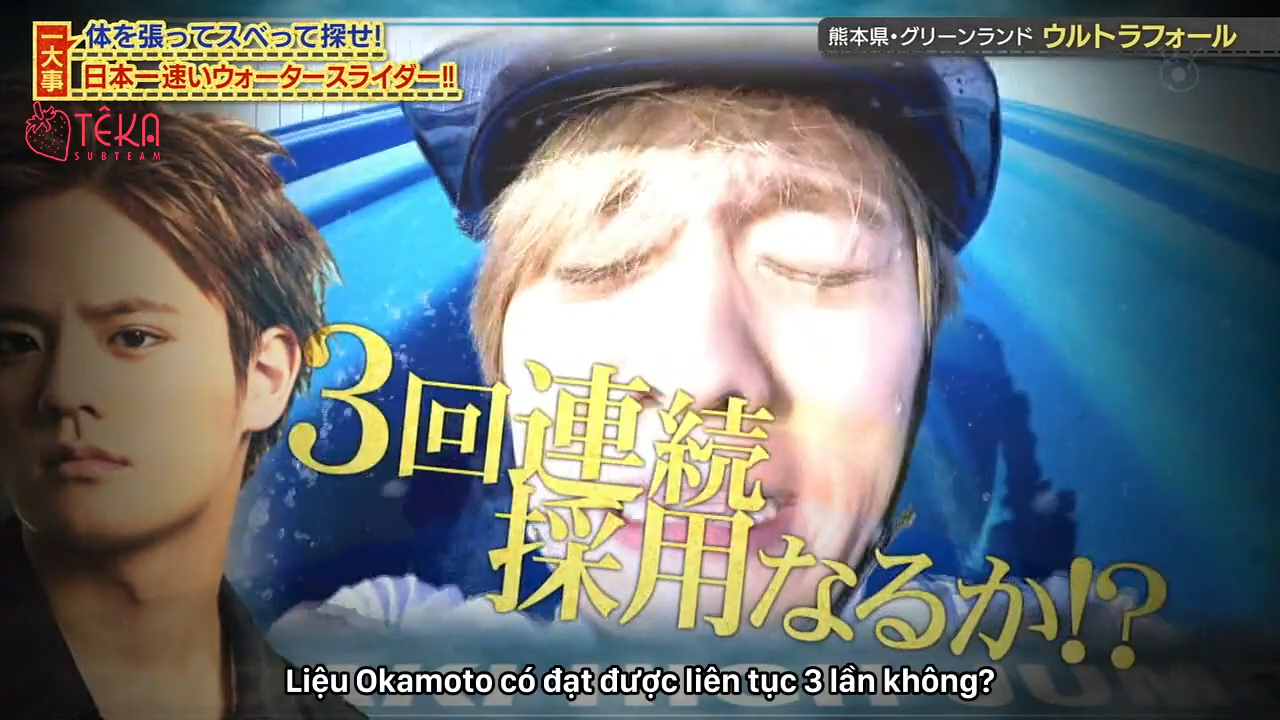 一大事
体を張ってスベって探せ!
日本一速いウォータースライダー!!
熊本県・グリーンランド ウルトラフォール
TÊKA
SUBTEAM
3回連続
採用なるか!?
Liệu Okamoto có đạt được liên tục 3 lần không?